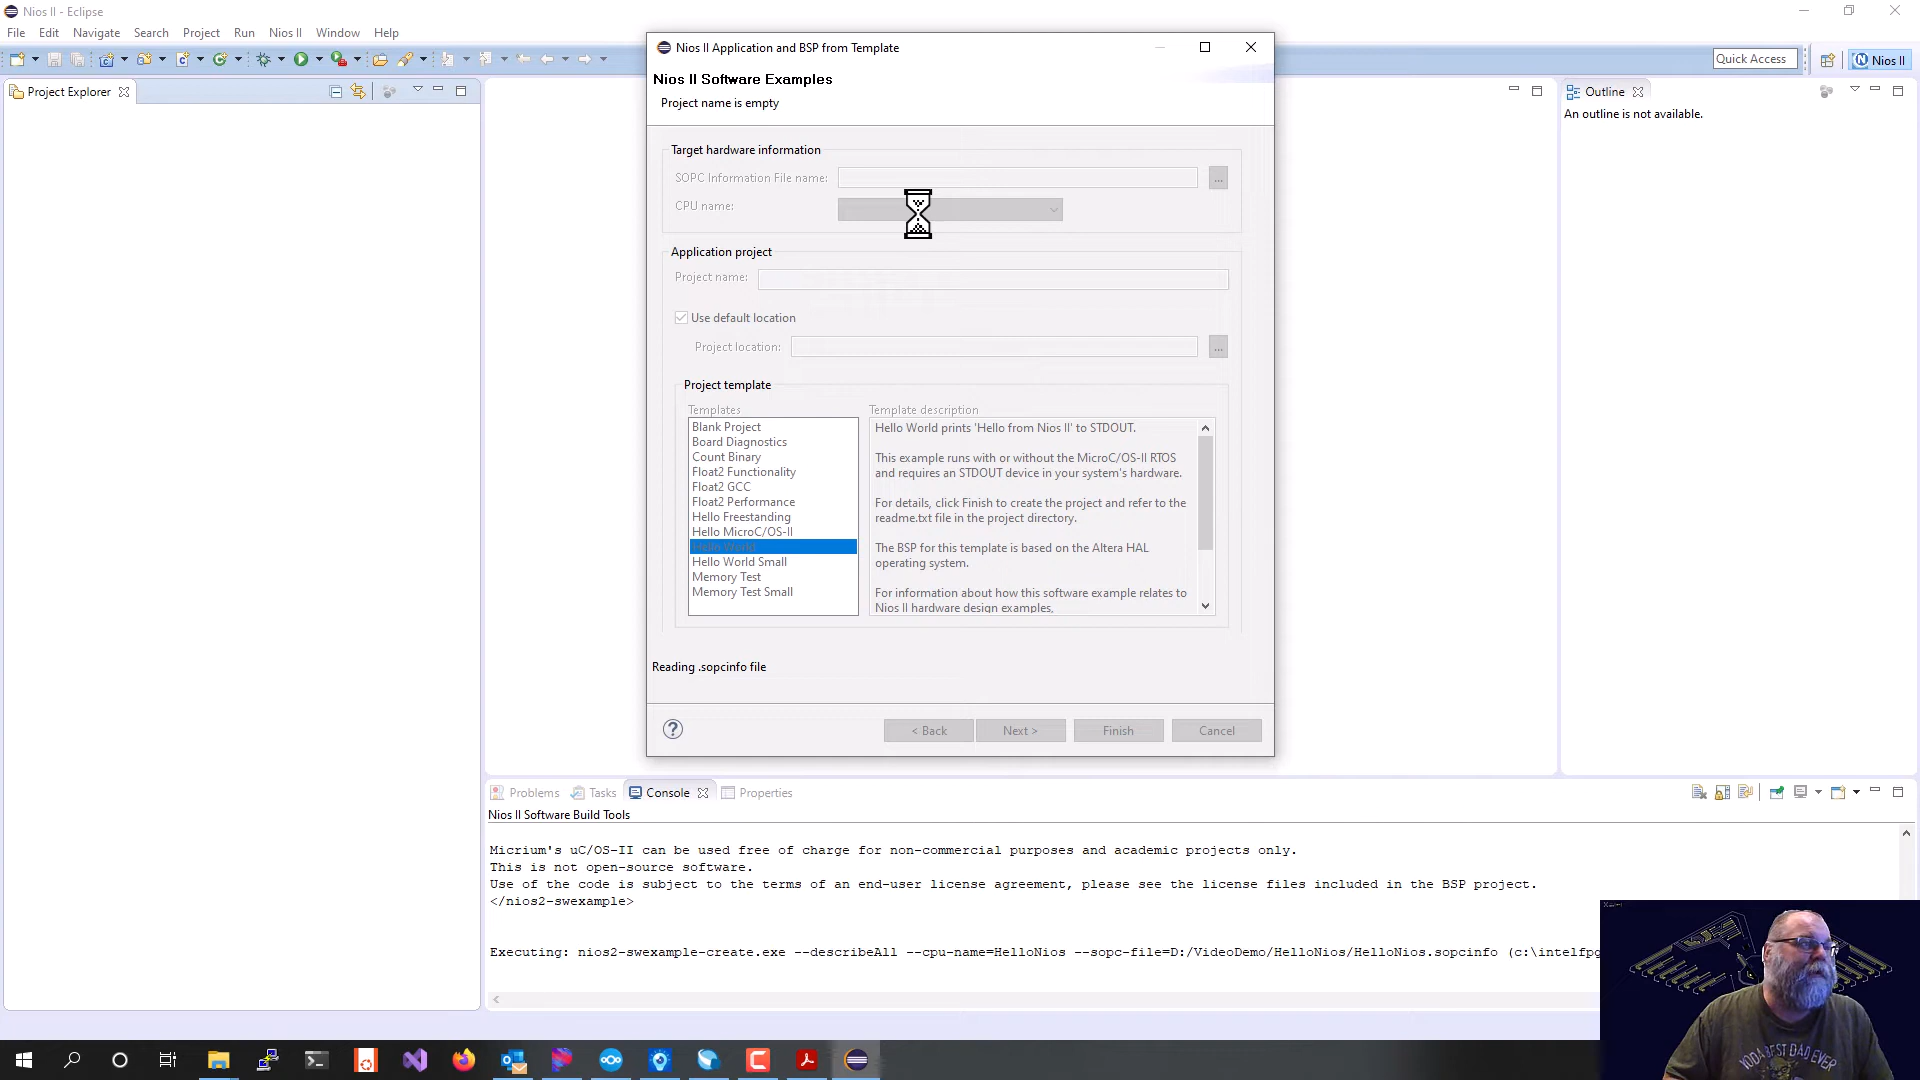 Nios II - Eclipse
File Edit Navigate Search Project Run Nios II Window Help
Quick Access
Nios II
Project Explorer
Nios II Application and BSP from Template
Nios II Software Examples
Project name is empty
Target hardware information
SOPC Information File name:
...
CPU name:
Application project
Project name:
Use default location
Project location:
...
Project template
Templates
Blank Project
Board Diagnostics
Count Binary
Float2 Functionality
Float2 GCC
Float2 Performance
Hello Freestanding
Hello MicroC/OS-II
Hello World
Hello World Small
Memory Test
Memory Test Small
Template description
Hello World prints 'Hello from Nios II' to STDOUT.
This example runs with or without the MicroC/OS-II RTOS
and requires an STDOUT device in your system's hardware.
For details, click Finish to create the project and refer to the
readme.txt file in the project directory.
The BSP for this template is based on the Altera HAL
operating system.
For information about how this software example relates to
Nios II hardware design examples,
Reading .sopcinfo file
?
< Back
Next >
Finish
Cancel
Outline
An outline is not available.
Problems Tasks Console Properties
Nios II Software Build Tools
Micrium's uC/OS-II can be used free of charge for non-commercial purposes and academic projects only.
This is not open-source software.
Use of the code is subject to the terms of an end-user license agreement, please see the license files included in the BSP project.
</nios2-swexample>
Executing: nios2-swexample-create.exe --describeAll --cpu-name=HelloNios --sopc-file=D:/VideoDemo/HelloNios/HelloNios.sopcinfo (c:\intelfpg
YODA BEST DAD EVER